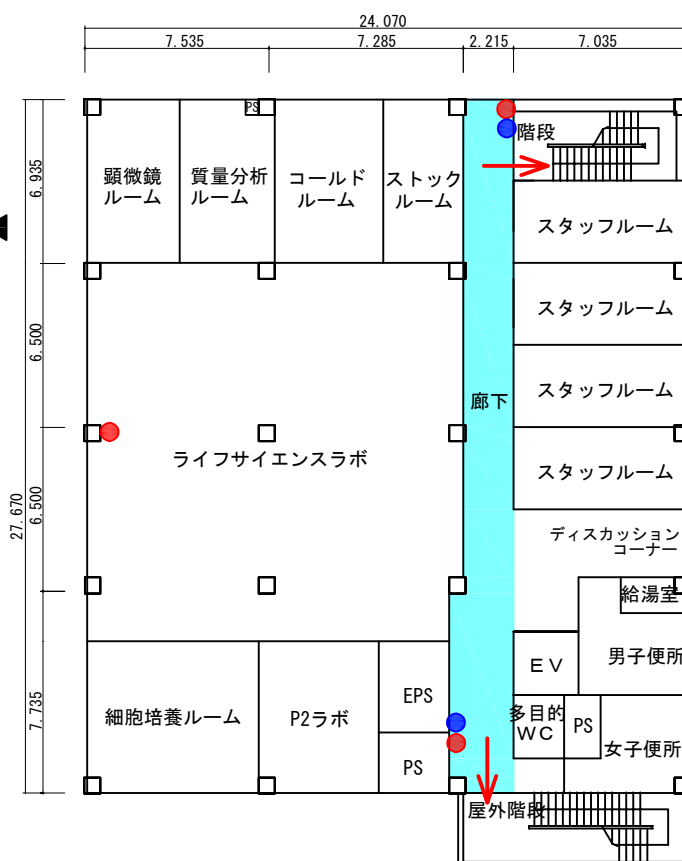 24.070
7.535
7.285
2.215
7.035
PS
階段
顕微鏡
ルーム
質量分析
ルーム
コールド
ルーム
ストック
ルーム
6.935
スタッフルーム
スタッフルーム
6.500
スタッフルーム
廊下
ライフサイエンスラボ
スタッフルーム
6.500
27.670
ディスカッション
コーナー
給湯室
男子便所
EV
EPS
細胞培養ルーム
P2ラボ
多目的
WC
PS
女子便所
7.735
PS
屋外階段